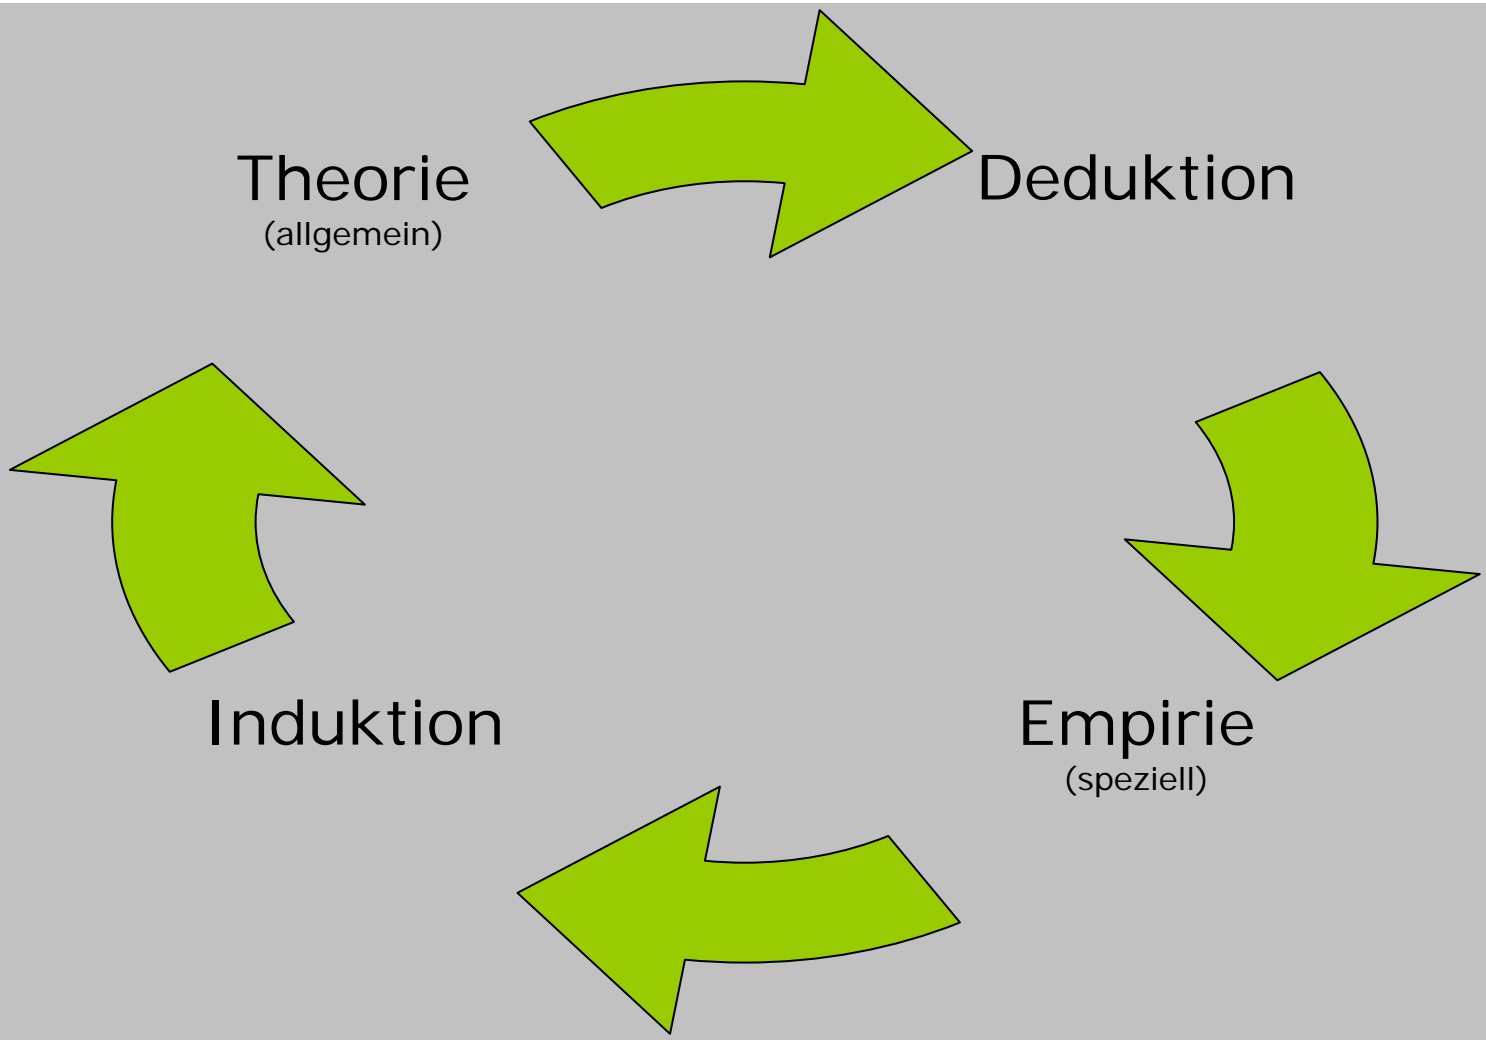 Theorie
(allgemein)
Deduktion
Induktion
Empirie
(speziell)